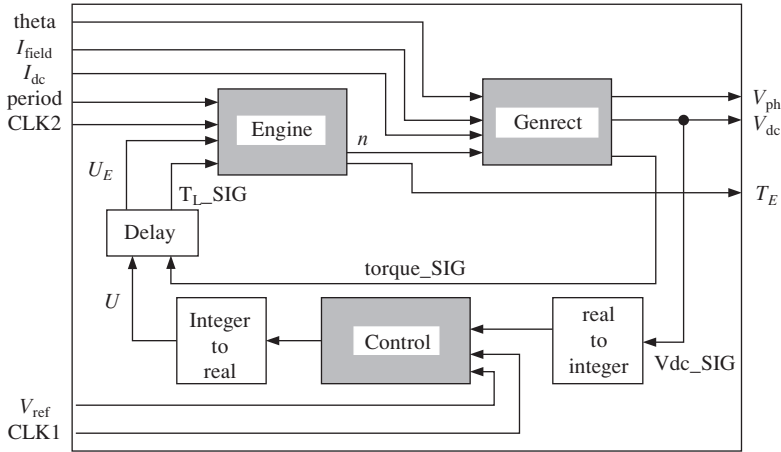 theta
I_field
I_dc
period
CLK2
Engine
Genrect
V_ph
V_dc
n
U_E
T_L_SIG
T_E
Delay
torque_SIG
U
Integer
to
real
Control
real
to
integer
Vdc_SIG
V_ref
CLK1